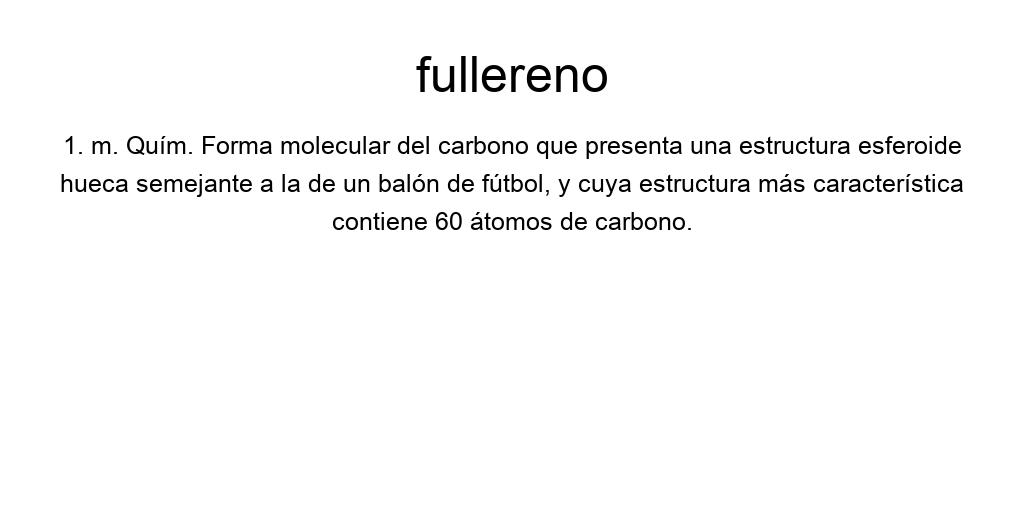 fullereno
1. m. Quím. Forma molecular del carbono que presenta una estructura esferoide
hueca semejante a la de un balón de fútbol, y cuya estructura más característica
contiene 60 átomos de carbono.